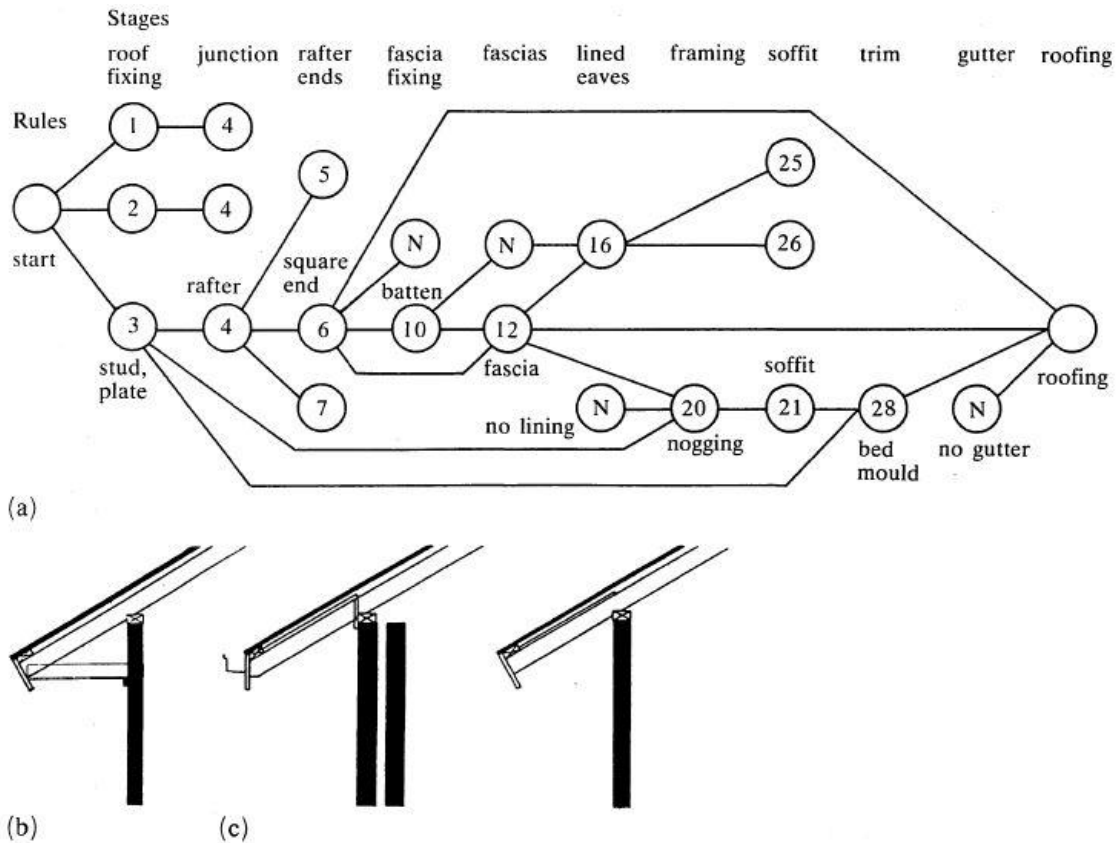 Stages
roof fixing
junction
rafter ends
fascia fixing
fascias
lined eaves
framing
soffit
trim
gutter
roofing
Rules
1
4
5
25
2
4
N
N
16
26
start
rafter
square end
batten
3
4
6
10
12
stud, plate
fascia
soffit
roofing
7
no lining
N
20
21
28
N
nogging
bed mould
no gutter
(a)
(b)
(c)